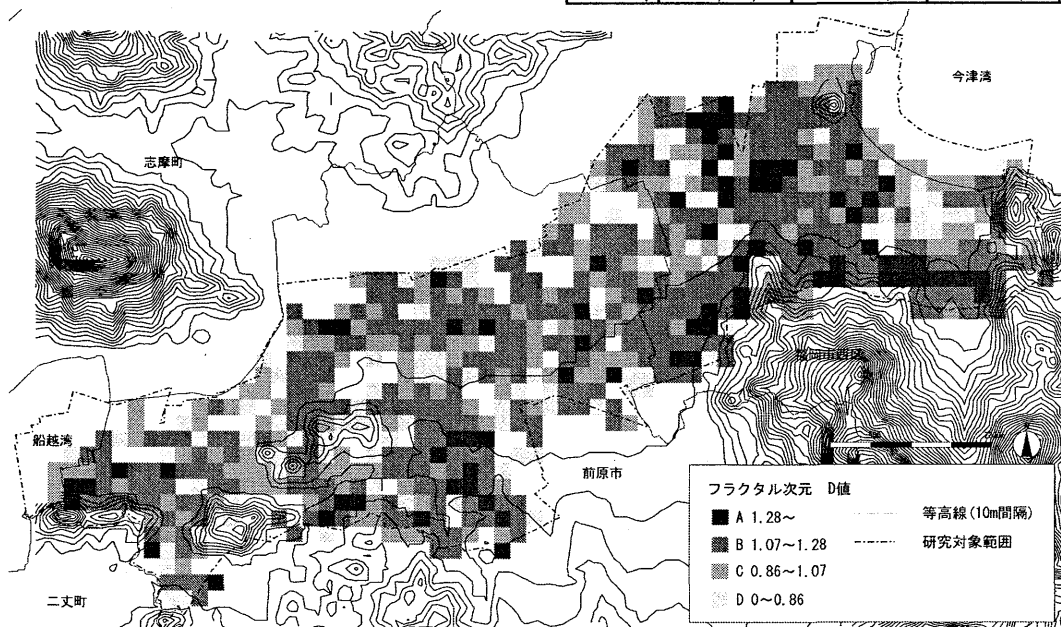 今津湾
志摩町
福岡市西区
船越湾
前原市
二丈町
フラクタル次元 D値
A 1.28～
B 1.07～1.28
C 0.86～1.07
D 0～0.86
等高線(10m間隔)
研究対象範囲